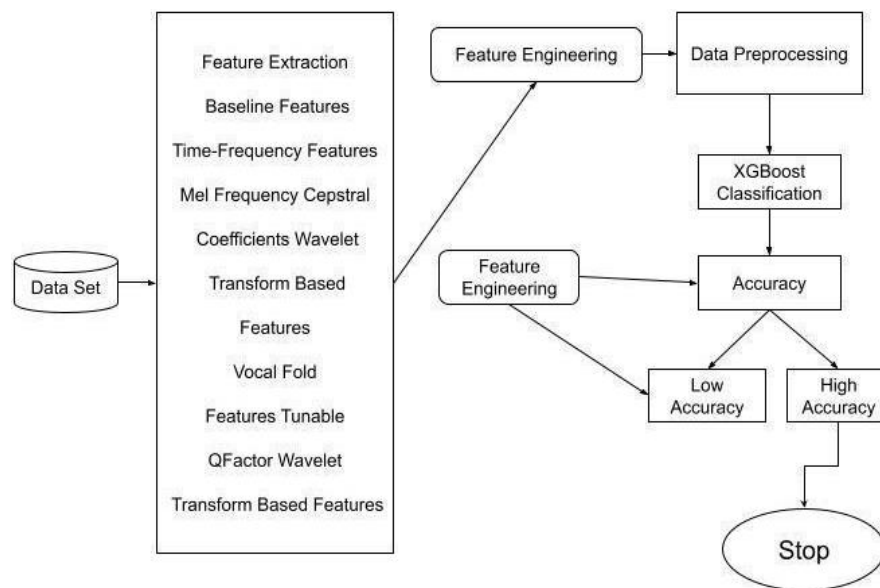 Data Set
Feature Extraction
Baseline Features
Time-Frequency Features
Mel Frequency Cepstral
Coefficients Wavelet
Transform Based
Features
Vocal Fold
Features Tunable
QFactor Wavelet
Transform Based Features
Feature Engineering
Data Preprocessing
XGBoost
Classification
Feature
Engineering
Accuracy
Low
Accuracy
High
Accuracy
Stop